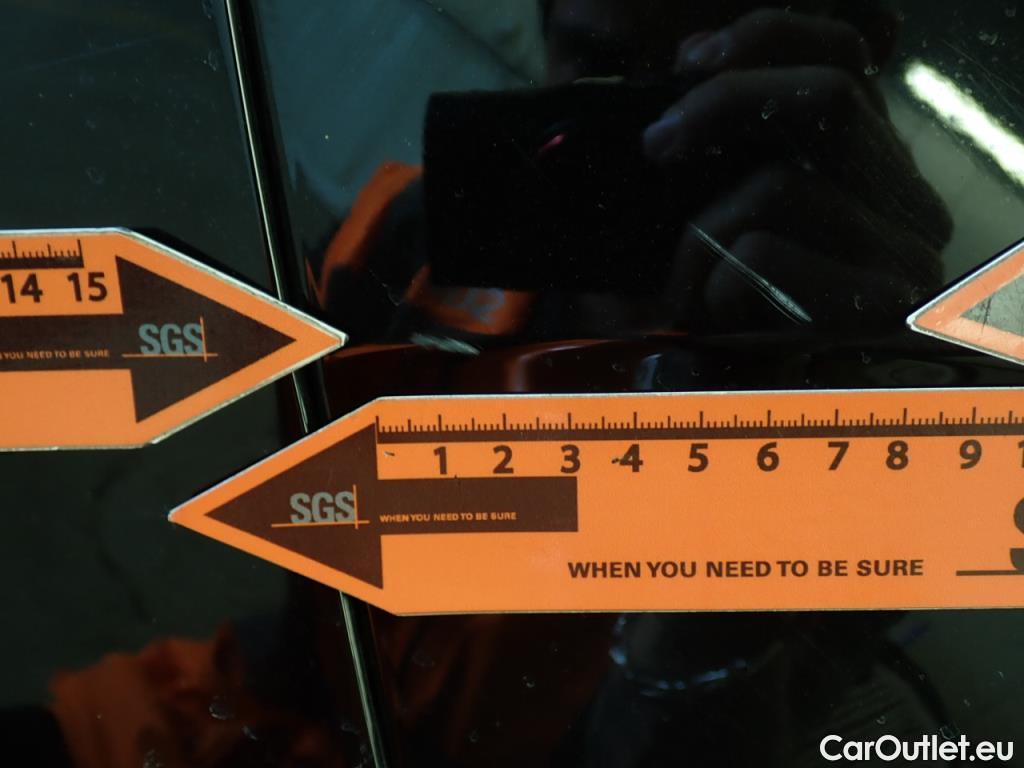 14 15
SGS
YOU NEED TO BE SURE
1 2 3 4 5 6 7 8 9
SGS
WHEN YOU NEED TO BE SURE
WHEN YOU NEED TO BE SURE
CarOutlet.eu